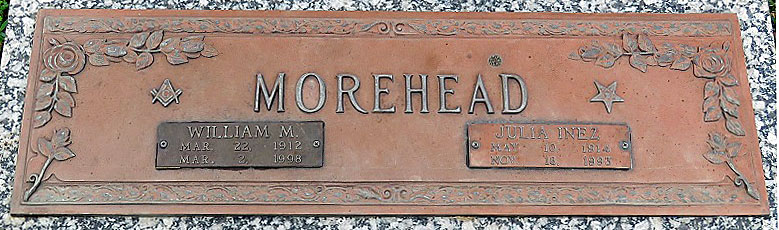 MOREHEAD
WILLIAM M.
MAR. 22, 1912
MAR. 2, 1998
JULIA INEZ
MAY 10 1914
NOV. 18 1993